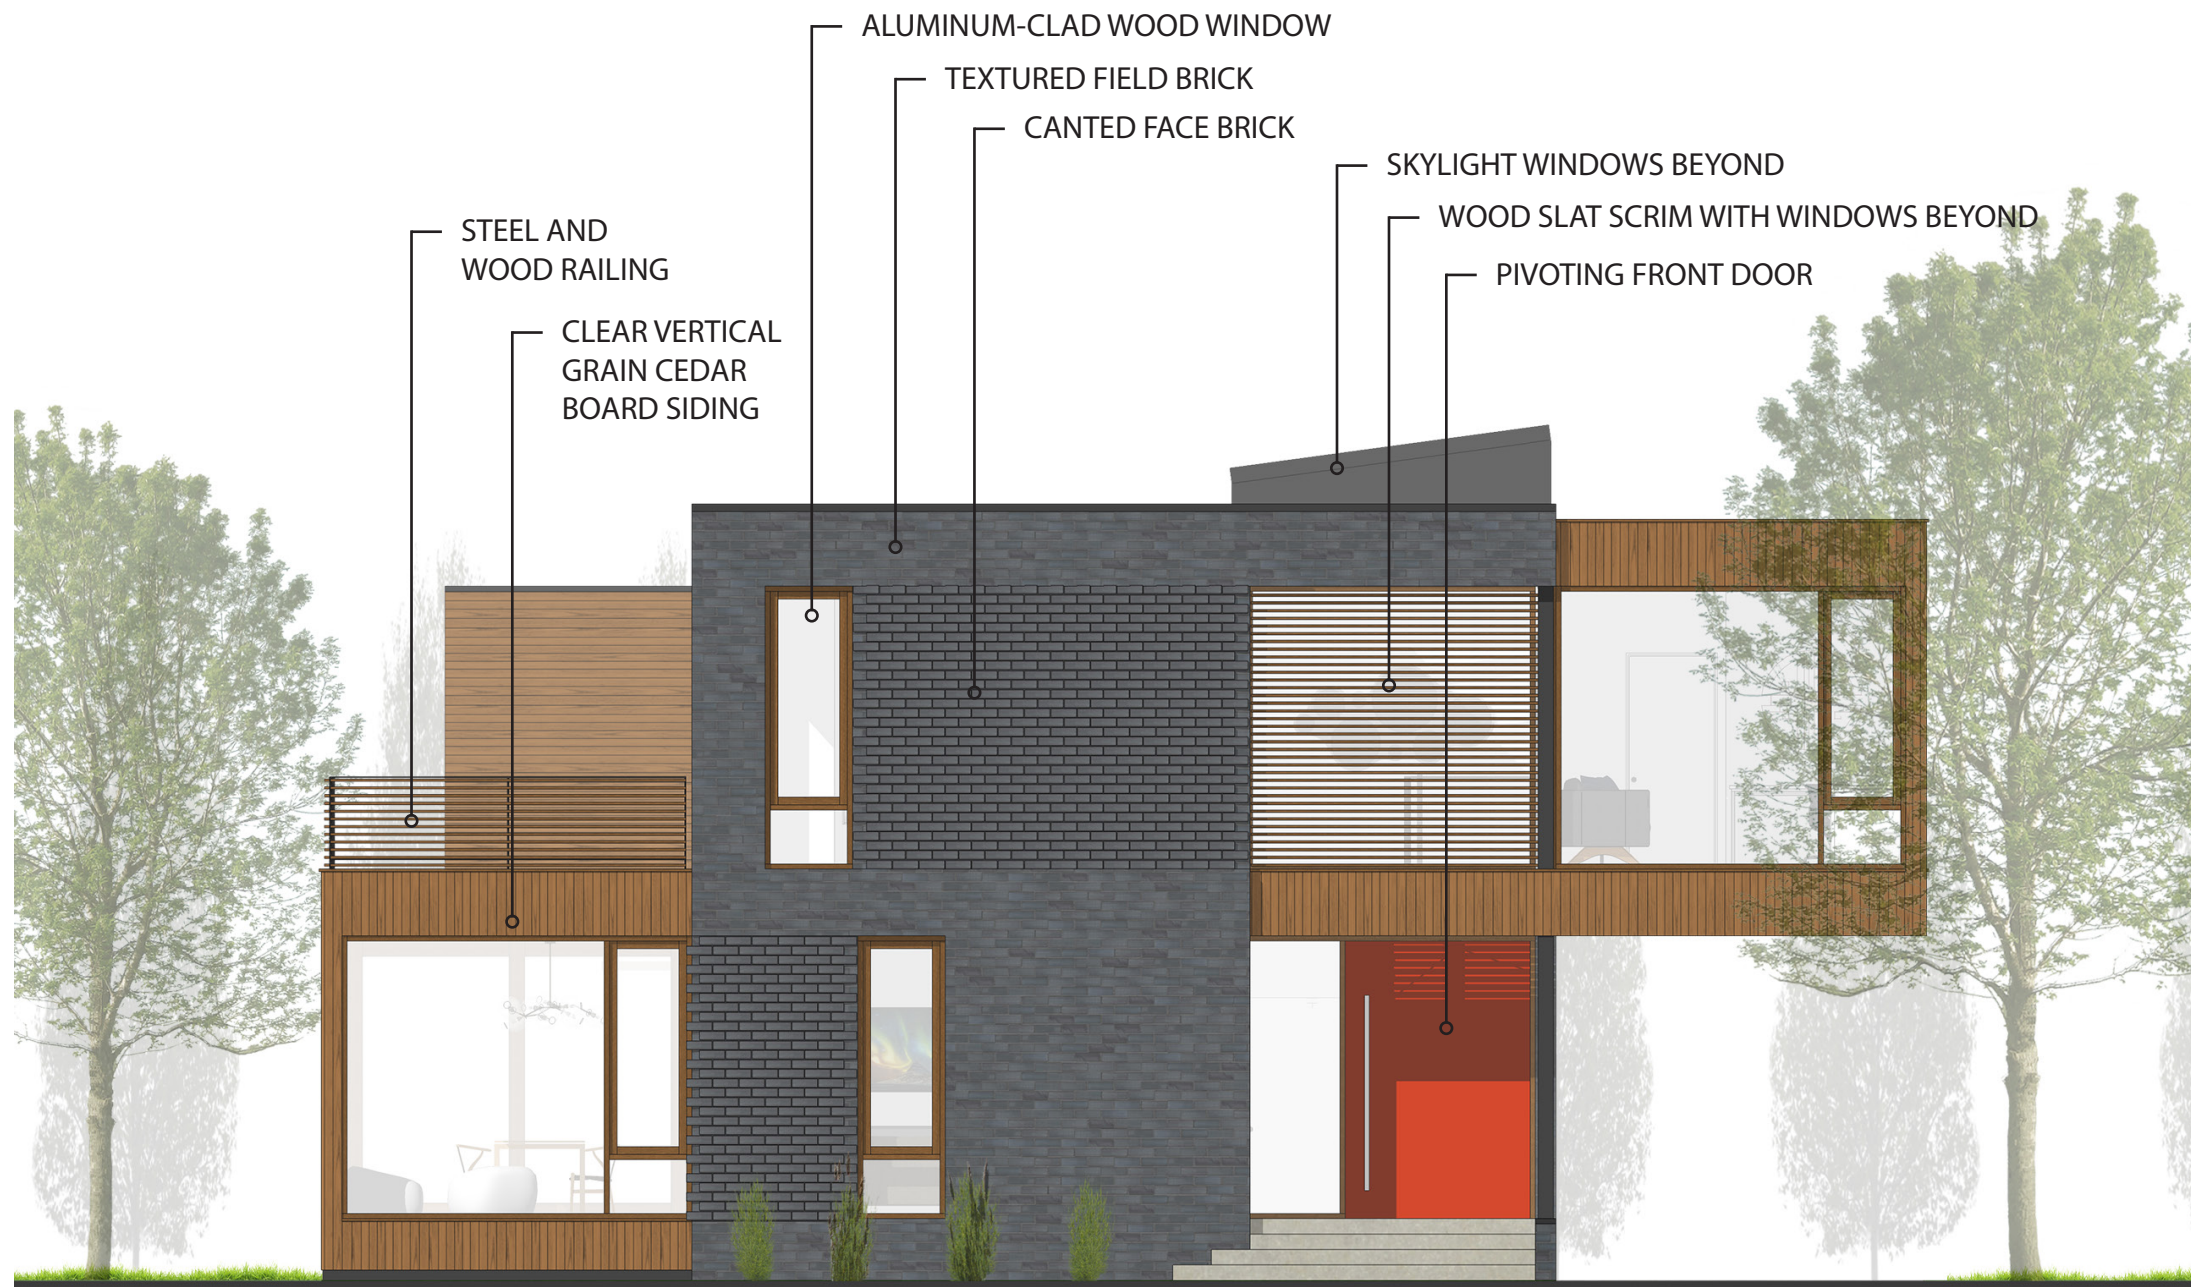 ALUMINUM-CLAD WOOD WINDOW
TEXTURED FIELD BRICK
CANTED FACE BRICK
SKYLIGHT WINDOWS BEYOND
WOOD SLAT SCRIM WITH WINDOWS BEYOND
PIVOTING FRONT DOOR
STEEL AND
WOOD RAILING
CLEAR VERTICAL
GRAIN CEDAR
BOARD SIDING